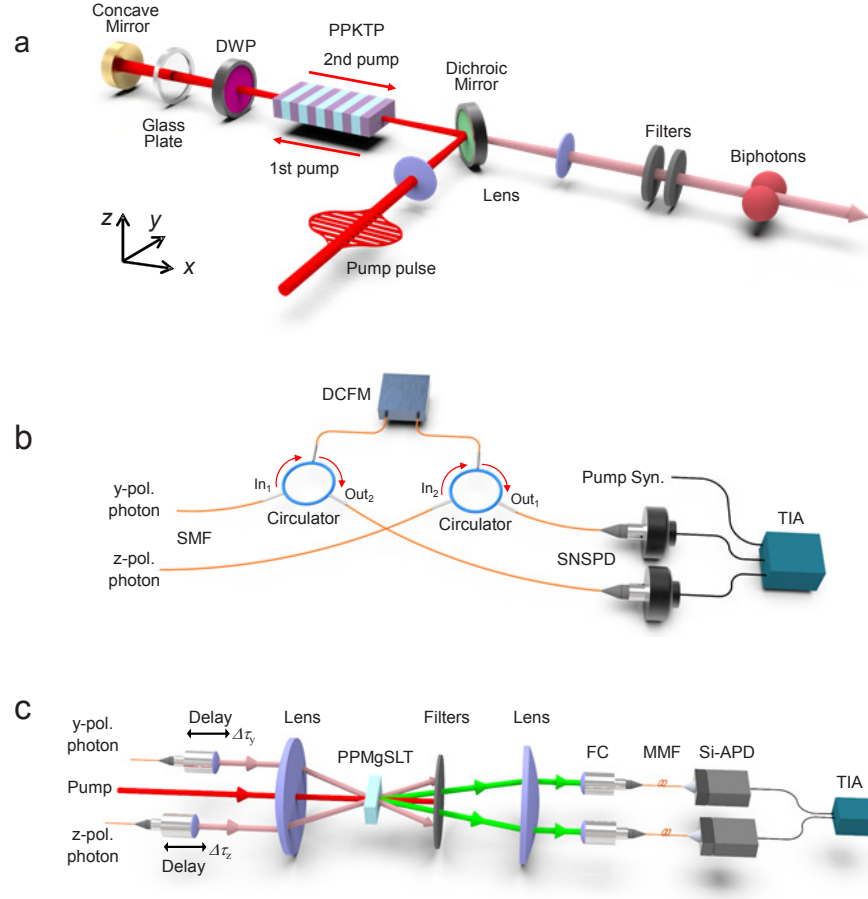 a
Concave
Mirror
DWP
PPKTP
2nd pump
Dichroic
Mirror
Glass
Plate
1st pump
Lens
Filters
Biphotons
Pump pulse
z
y
x
b
DCFM
y-pol.
photon
In1
Out2
In2
Out1
Circulator
Circulator
SMF
z-pol.
photon
Pump Syn.
SNSPD
TIA
c
y-pol.
photon
Delay
Δτy
Lens
PPMgSLT
Filters
Lens
FC
MMF
Si-APD
TIA
Pump
z-pol.
photon
Delay
Δτz